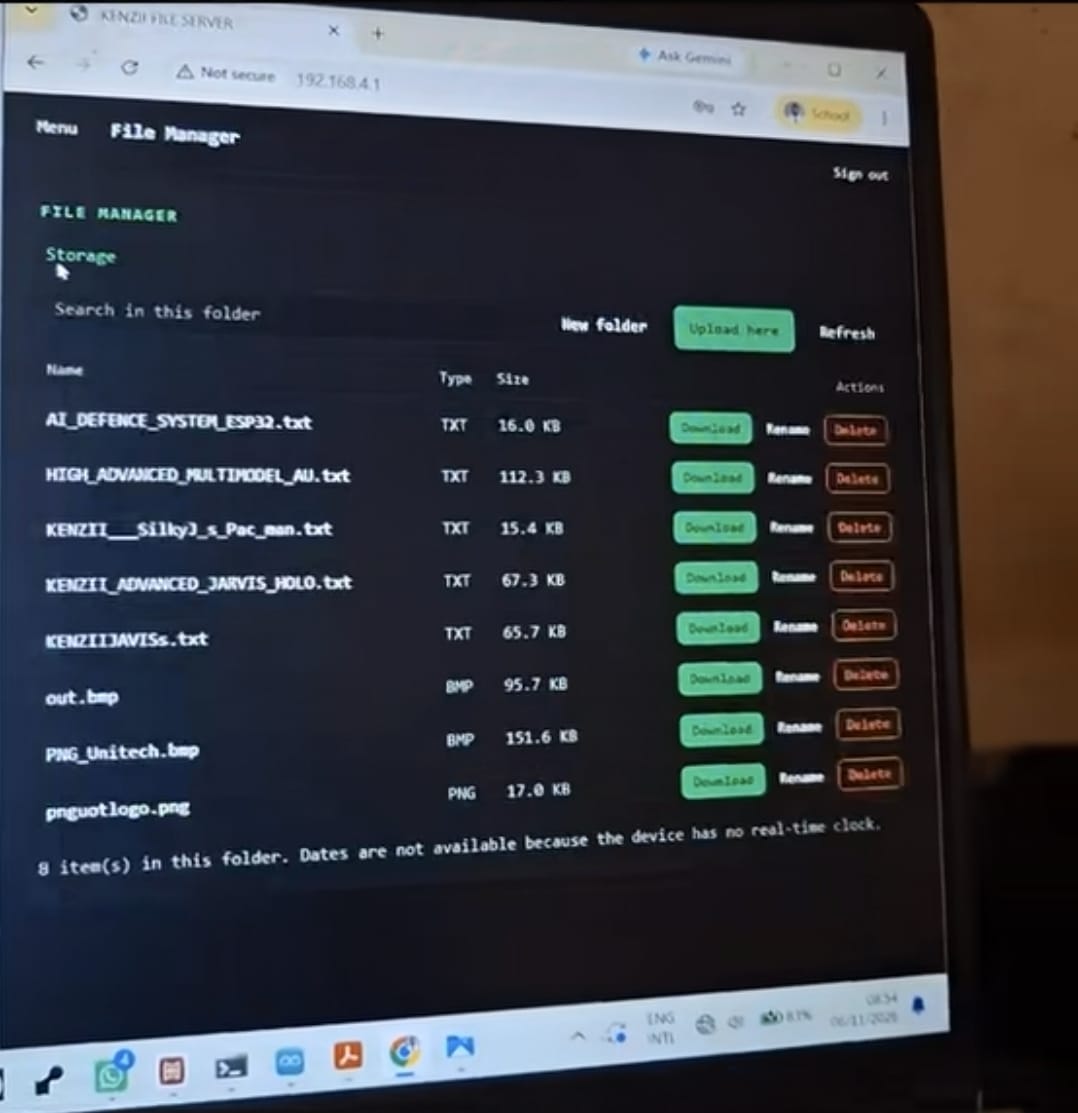 KENZII FILE SERVER
Ask Gemini
Not secure 192.168.4.1
School
Menu File Manager
Sign out
FILE MANAGER
Storage
Search in this folder
New folder Upload here Refresh
Name Type Size Actions
AI_DEFENCE_SYSTEM_ESP32.txt TXT 16.0 KB Download Rename Delete
HIGH_ADVANCED_MULTIMODEL_AU.txt TXT 112.3 KB Download Rename Delete
KENZII___SilkyJ_s_Pac_man.txt TXT 15.4 KB Download Rename Delete
KENZII_ADVANCED_JARVIS_HOLO.txt TXT 67.3 KB Download Rename Delete
KENZIIJAVISs.txt TXT 65.7 KB Download Rename Delete
out.bmp BMP 95.7 KB Download Rename Delete
PNG_Unitech.bmp BMP 151.6 KB Download Rename Delete
pnguotlogo.png PNG 17.0 KB Download Rename Delete
8 item(s) in this folder. Dates are not available because the device has no real-time clock.
4
ENG
INTL
83%